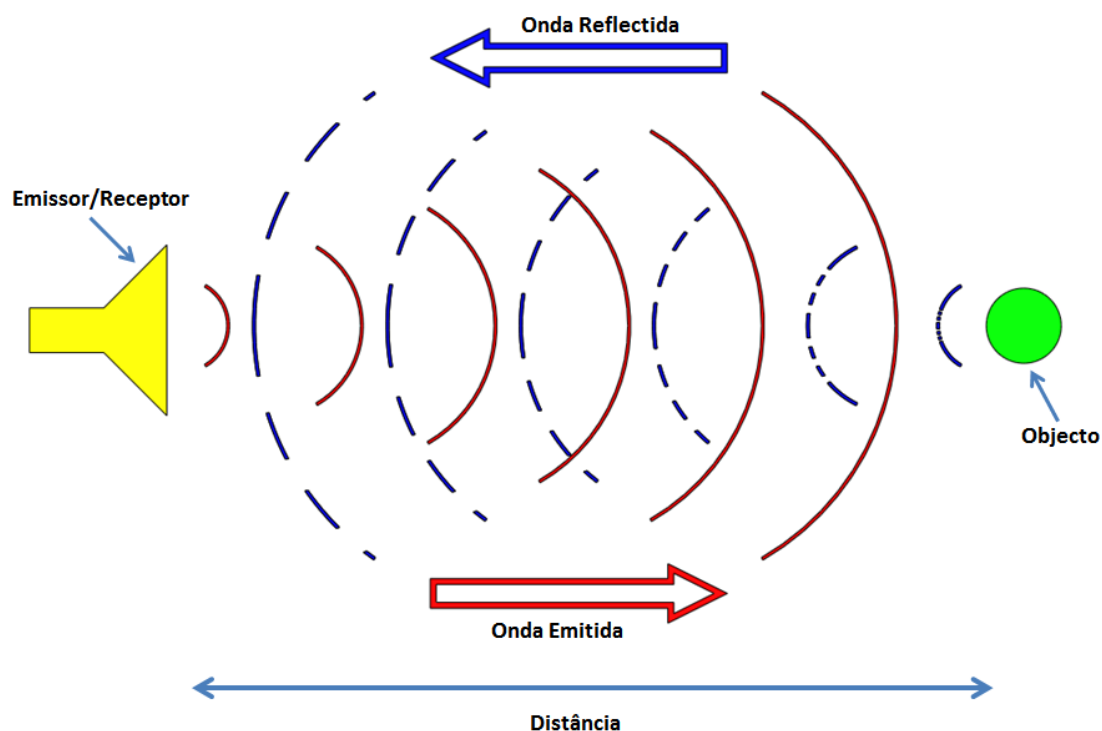 Onda Reflectida
Emissor/Receptor
Objecto
Onda Emitida
Distância